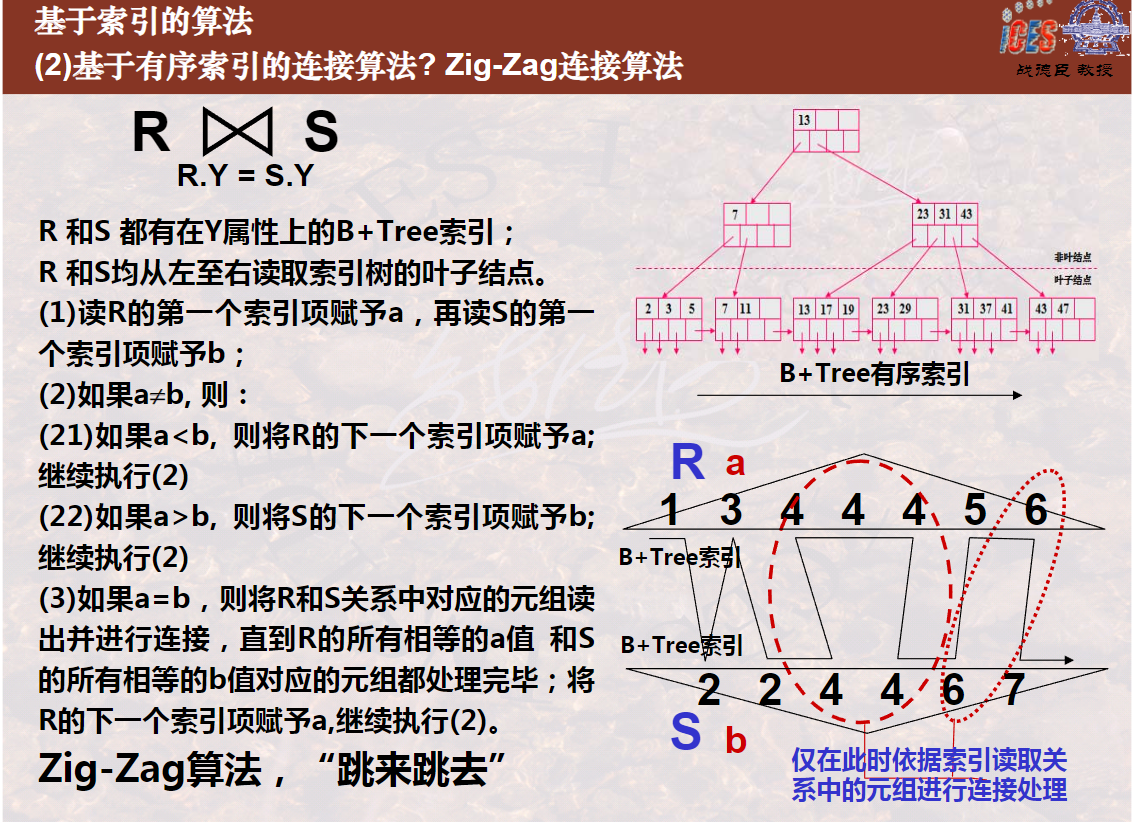 基于索引的算法
(2)基于有序索引的连接算法? Zig-Zag连接算法
iCES
战德臣 教授
R ⋈ S
R.Y = S.Y
R 和S 都有在Y属性上的B+Tree索引；
R 和S均从左至右读取索引树的叶子结点。
(1)读R的第一个索引项赋予a，再读S的第一
个索引项赋予b；
(2)如果a≠b, 则：
(21)如果a<b, 则将R的下一个索引项赋予a;
继续执行(2)
(22)如果a>b, 则将S的下一个索引项赋予b;
继续执行(2)
(3)如果a=b，则将R和S关系中对应的元组读
出并进行连接，直到R的所有相等的a值 和S
的所有相等的b值对应的元组都处理完毕；将
R的下一个索引项赋予a,继续执行(2)。
Zig-Zag算法，“跳来跳去”
13
7
23 31 43
非叶结点
叶子结点
2 3 5 7 11 13 17 19 23 29 31 37 41 43 47
B+Tree有序索引
R a
1 3 4 4 4 5 6
B+Tree索引
B+Tree索引
2 2 4 4 6 7
S b
仅在此时依据索引读取关
系中的元组进行连接处理